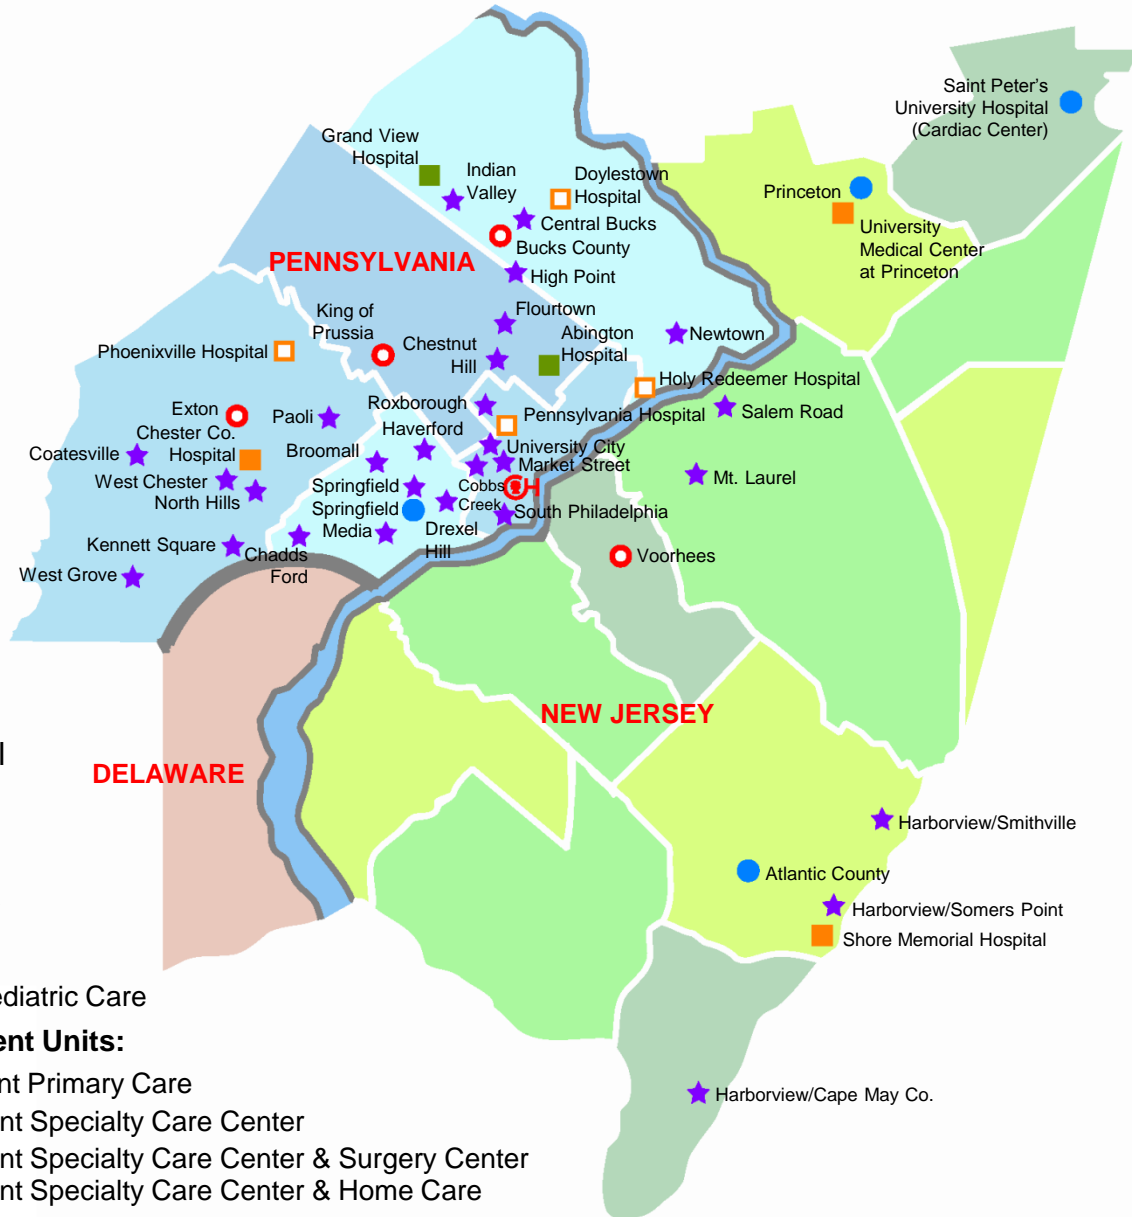 Saint Peter's
University Hospital
(Cardiac Center)
Grand View
Hospital
Indian
Valley
Doylestown
Hospital
Princeton
Central Bucks
University
Medical Center
at Princeton
Bucks County
PENNSYLVANIA
High Point
King of
Prussia
Flourtown
Abington
Hospital
Newtown
Phoenixville Hospital
Chestnut
Hill
Holy Redeemer Hospital
Exton
Paoli
Roxborough
Pennsylvania Hospital
Salem Road
Chester Co.
Hospital
Haverford
Coatesville
Broomall
University City
Market Street
West Chester
North Hills
Springfield
Cobbs
Creek
H
Mt. Laurel
Springfield
South Philadelphia
Media
Drexel
Hill
Kennett Square
Chadds
Ford
Voorhees
West Grove
NEW JERSEY
l
DELAWARE
Harborview/Smithville
Atlantic County
Harborview/Somers Point
Shore Memorial Hospital
ediatric Care
ent Units:
nt Primary Care
Harborview/Cape May Co.
nt Specialty Care Center
nt Specialty Care Center & Surgery Center
nt Specialty Care Center & Home Care